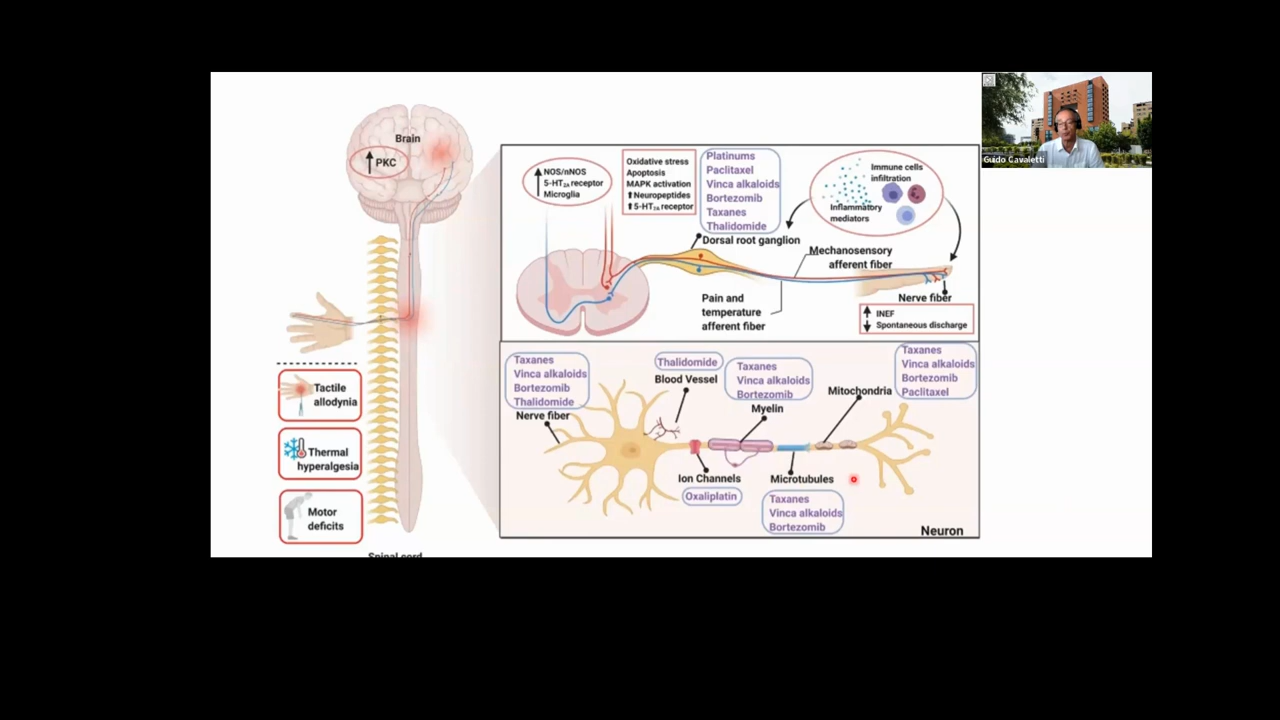 Brain
↑ PKC
Tactile
allodynia
Thermal
hyperalgesia
Motor
deficits
Spinal cord
NOS/nNOS
5-HT2A receptor
Microglia
Oxidative stress
Apoptosis
MAPK activation
⬆Neuropeptides
⬆5-HT2A receptor
Platinums
Paclitaxel
Vinca alkaloids
Bortezomib
Taxanes
Thalidomide
Dorsal root ganglion
Immune cells
infiltration
Inflammatory
mediators
Mechanosensory
afferent fiber
Pain and
temperature
afferent fiber
Nerve fiber
↑ INEF
↓ Spontaneous discharge
Taxanes
Vinca alkaloids
Bortezomib
Thalidomide
Nerve fiber
Thalidomide
Blood Vessel
Taxanes
Vinca alkaloids
Bortezomib
Myelin
Mitochondria
Taxanes
Vinca alkaloids
Bortezomib
Paclitaxel
Ion Channels
Oxaliplatin
Microtubules
Taxanes
Vinca alkaloids
Bortezomib
Neuron
Guido Cavaletti